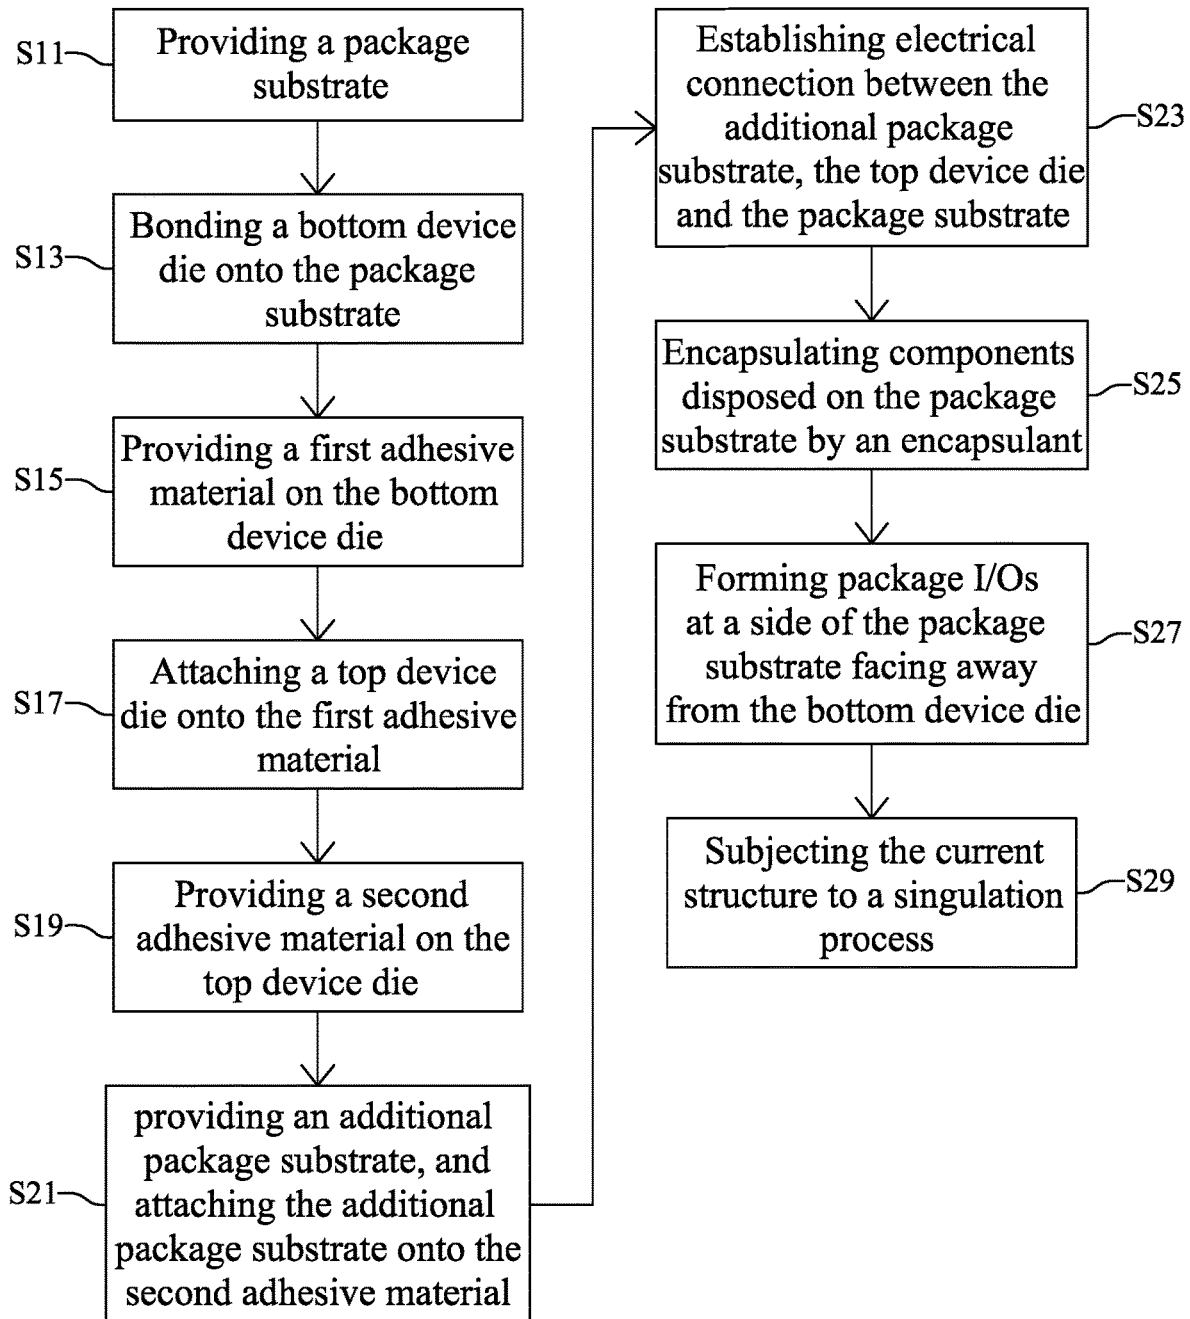 S11
Providing a package
substrate
S13
Bonding a bottom device
die onto the package
substrate
S15
Providing a first adhesive
material on the bottom
device die
S17
Attaching a top device
die onto the first adhesive
material
S19
Providing a second
adhesive material on the
top device die
S21
providing an additional
package substrate, and
attaching the additional
package substrate onto the
second adhesive material
Establishing electrical
connection between the
additional package
substrate, the top device die
and the package substrate
S23
Encapsulating components
disposed on the package
substrate by an encapsulant
S25
Forming package I/Os
at a side of the package
substrate facing away
from the bottom device die
S27
Subjecting the current
structure to a singulation
process
S29